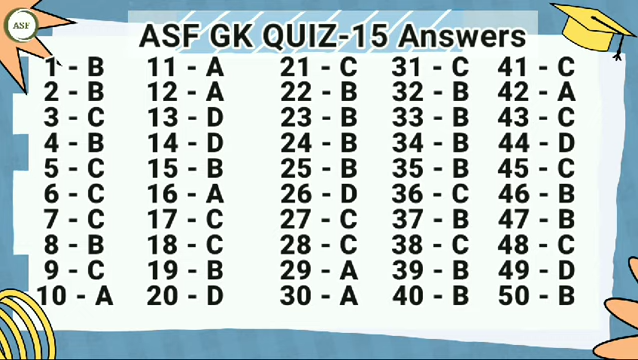 ASF
ASF GK QUIZ-15 Answers
1 - B 11 - A 21 - C 31 - C 41 - C
2 - B 12 - A 22 - B 32 - B 42 - A
3 - C 13 - D 23 - B 33 - B 43 - C
4 - B 14 - D 24 - B 34 - B 44 - D
5 - C 15 - B 25 - B 35 - B 45 - C
6 - C 16 - A 26 - D 36 - C 46 - B
7 - C 17 - C 27 - C 37 - B 47 - B
8 - B 18 - C 28 - C 38 - C 48 - C
9 - C 19 - B 29 - A 39 - B 49 - D
10 - A 20 - D 30 - A 40 - B 50 - B